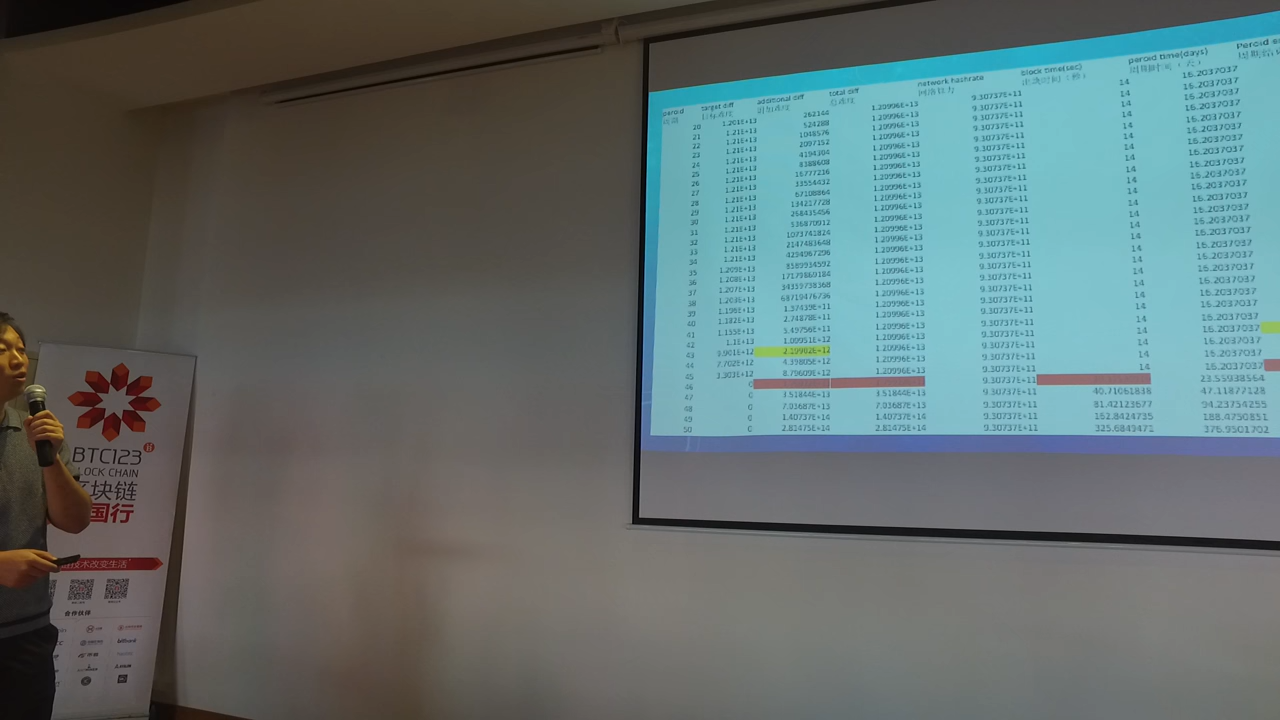 peroid target diff additional diff total diff network hashrate block time(sec) peroid time(days)
周期 目标难度 附加难度 总难度 网络算力 出块时间（秒） 周期时间（天）
20 1.201E+13 262144 1.20996E+13 9.30737E+11 14 16.2037037
21 1.21E+13 524288 1.20996E+13 9.30737E+11 14 16.2037037
22 1.21E+13 1048576 1.20996E+13 9.30737E+11 14 16.2037037
23 1.21E+13 2097152 1.20996E+13 9.30737E+11 14 16.2037037
24 1.21E+13 4194304 1.20996E+13 9.30737E+11 14 16.2037037
25 1.21E+13 8388608 1.20996E+13 9.30737E+11 14 16.2037037
26 1.21E+13 16777216 1.20996E+13 9.30737E+11 14 16.2037037
27 1.21E+13 33554432 1.20996E+13 9.30737E+11 14 16.2037037
28 1.21E+13 67108864 1.20996E+13 9.30737E+11 14 16.2037037
29 1.21E+13 134217728 1.20996E+13 9.30737E+11 14 16.2037037
30 1.21E+13 268435456 1.20996E+13 9.30737E+11 14 16.2037037
31 1.21E+13 536870912 1.20996E+13 9.30737E+11 14 16.2037037
32 1.21E+13 1073741824 1.20996E+13 9.30737E+11 14 16.2037037
33 1.21E+13 2147483648 1.20996E+13 9.30737E+11 14 16.2037037
34 1.21E+13 4294967296 1.20996E+13 9.30737E+11 14 16.2037037
35 1.209E+13 8589934592 1.20996E+13 9.30737E+11 14 16.2037037
36 1.208E+13 17179869184 1.20996E+13 9.30737E+11 14 16.2037037
37 1.207E+13 34359738368 1.20996E+13 9.30737E+11 14 16.2037037
38 1.203E+13 68719476736 1.20996E+13 9.30737E+11 14 16.2037037
39 1.196E+13 1.37439E+11 1.20996E+13 9.30737E+11 14 16.2037037
40 1.182E+13 2.74878E+11 1.20996E+13 9.30737E+11 14 16.2037037
41 1.155E+13 5.49756E+11 1.20996E+13 9.30737E+11 14 16.2037037
42 1.1E+13 1.09951E+12 1.20996E+13 9.30737E+11 14 16.2037037
43 9.901E+12 2.19902E+12 1.20996E+13 9.30737E+11 14 16.2037037
44 7.702E+12 4.39805E+12 1.20996E+13 9.30737E+11 14 16.2037037
45 3.303E+12 8.79609E+12 1.20996E+13 9.30737E+11 14 16.2037037
46 0 9.30737E+11 23.55938564
47 0 3.51844E+13 3.51844E+13 9.30737E+11 40.71061838 47.11877128
48 0 7.03687E+13 7.03687E+13 9.30737E+11 81.42123677 94.23754255
49 0 1.40737E+14 1.40737E+14 9.30737E+11 162.8424735 188.4750851
50 0 2.81475E+14 2.81475E+14 9.30737E+11 325.6849471 376.9501702
BTC123
LOCK CHAIN
块链
国行
技术改变生活
合作伙伴